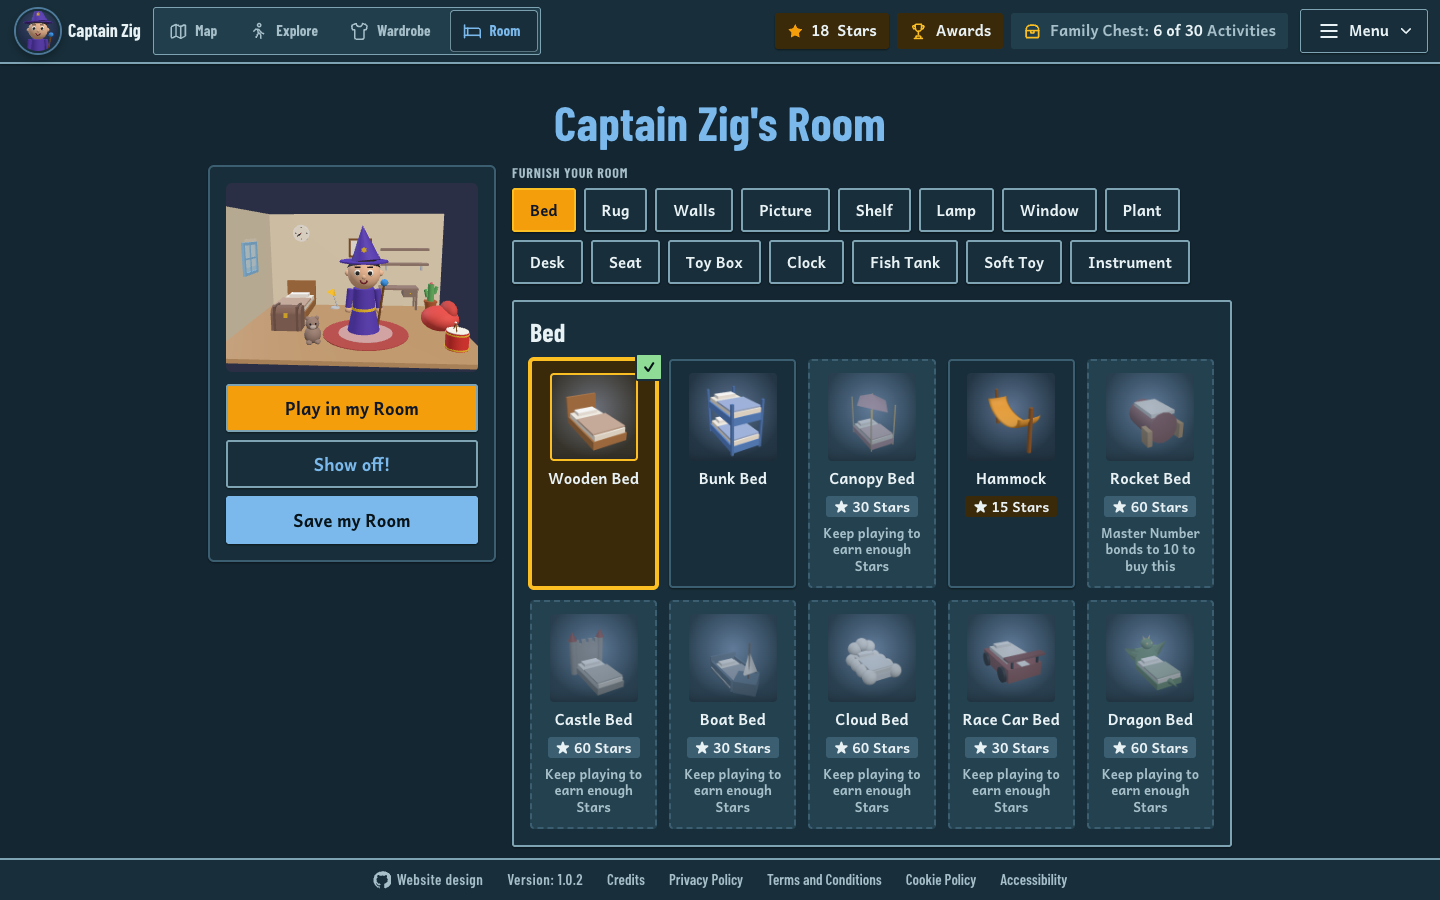 Captain Zig
Map
Explore
Wardrobe
Room
18 Stars
Awards
Family Chest: 6 of 30 Activities
Menu
Captain Zig's Room
Play in my Room
Show off!
Save my Room
FURNISH YOUR ROOM
Bed
Rug
Walls
Picture
Shelf
Lamp
Window
Plant
Desk
Seat
Toy Box
Clock
Fish Tank
Soft Toy
Instrument
Bed
Wooden Bed
Bunk Bed
Canopy Bed
30 Stars
Keep playing to
earn enough
Stars
Hammock
15 Stars
Rocket Bed
60 Stars
Master Number
bonds to 10 to
buy this
Castle Bed
60 Stars
Keep playing to
earn enough
Stars
Boat Bed
30 Stars
Keep playing to
earn enough
Stars
Cloud Bed
60 Stars
Keep playing to
earn enough
Stars
Race Car Bed
30 Stars
Keep playing to
earn enough
Stars
Dragon Bed
60 Stars
Keep playing to
earn enough
Stars
Website design
Version: 1.0.2
Credits
Privacy Policy
Terms and Conditions
Cookie Policy
Accessibility